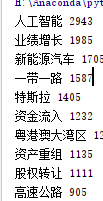 H:\Anaconda\pyt
人工智能 2943
业绩增长 1985
新能源汽车 1705
一带一路 1587
特斯拉 1405
资金流入 1232
粤港澳大湾区
资产重组 1135
股权转让 1111
高速公路 905